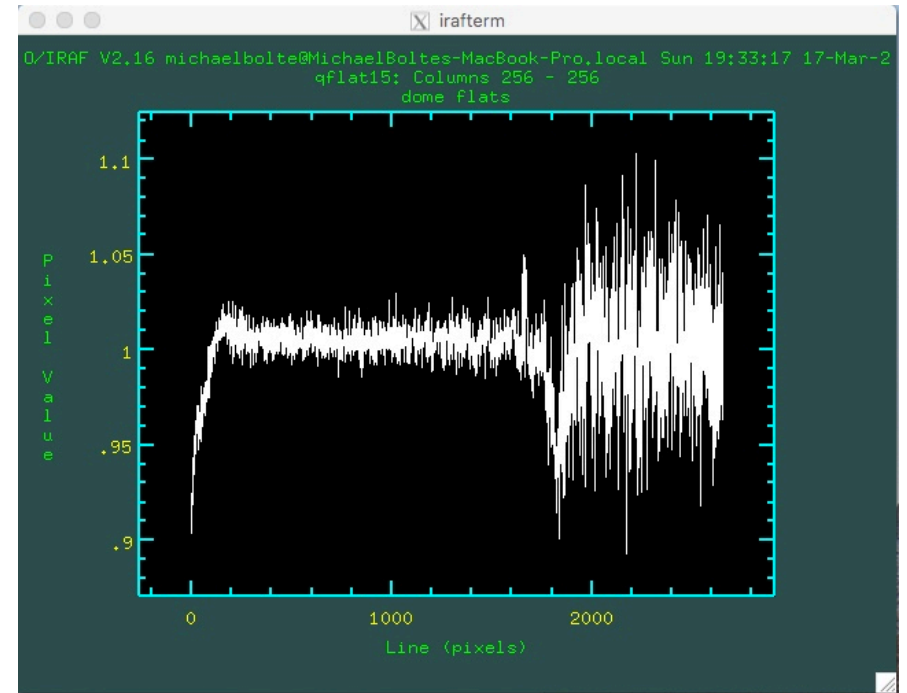 irafterm
O/IRAF V2.16 michaelbolte@MichaelBoltes-MacBook-Pro.local Sun 19:33:17 17-Mar-2
qflat15: Columns 256 - 256
dome flats
1.1
1.05
1
.95
.9
Pixel Value
0 1000 2000
Line (pixels)